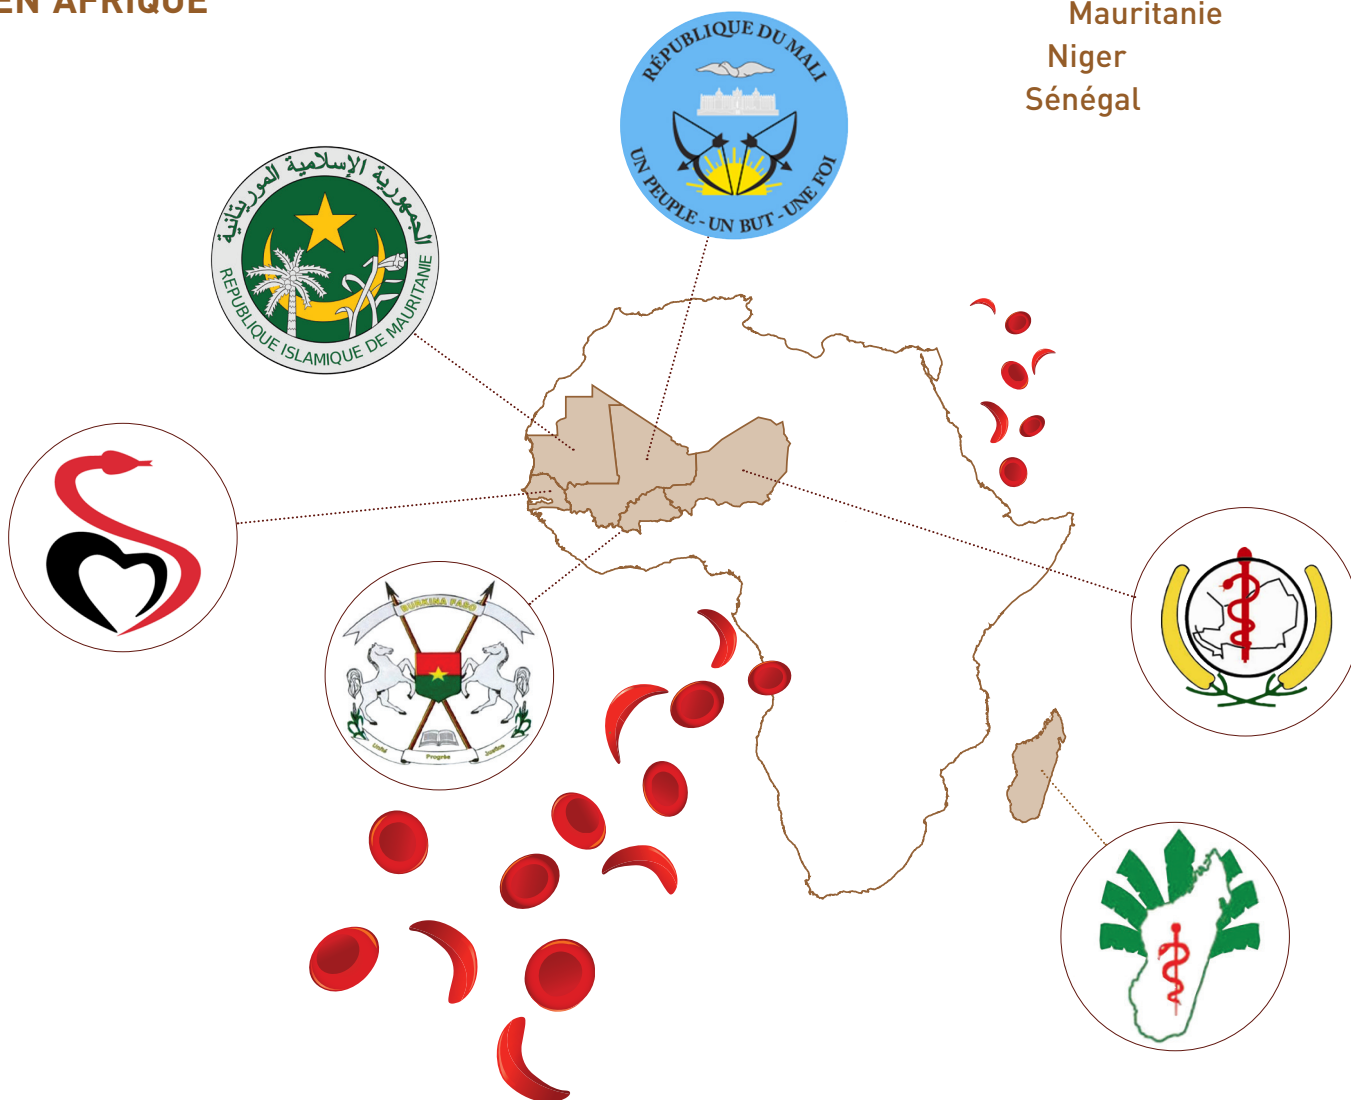 EN AFRIQUE
Mauritanie
Niger
Sénégal
RÉPUBLIQUE DU MALI
UN PEUPLE - UN BUT - UNE FOI
الجمهورية الإسلامية الموريتانية
REPUBLIQUE ISLAMIQUE DE MAURITANIE
BURKINA FASO
Unité Progrès Justice